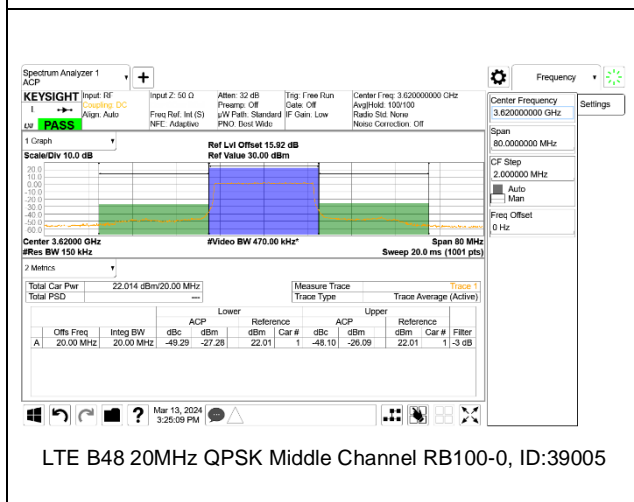 Spectrum Analyzer 1
ACP
Frequency
KEYSIGHT Input: RF Input Z: 50 Ω Atten: 32 dB Trig: Free Run Center Freq: 3.620000000 GHz
Coupling: DC Preamp: Off Gate: Off Avg|Hold: 100/100
Align: Auto Freq Ref: Int (S) µW Path: Standard IF Gain: Low Radio Std: None
PASS NFE: Adaptive PNO: Best Wide Noise Correction: Off
Center Frequency
3.620000000 GHz
Settings
Span
80.0000000 MHz
CF Step
2.000000 MHz
Auto
Man
Freq Offset
0 Hz
1 Graph
Ref Lvl Offset 15.92 dB
Scale/Div 10.0 dB Ref Value 30.00 dBm
20.0
10.0
0.00
-10.0
-20.0
-30.0
-40.0
-50.0
-60.0
Center 3.62000 GHz #Video BW 470.00 kHz* Span 80 MHz
#Res BW 150 kHz Sweep 20.0 ms (1001 pts)
2 Metrics
Total Car Pwr 22.014 dBm/20.00 MHz Measure Trace Trace 1
Total PSD --- Trace Type Trace Average (Active)
Lower Upper
ACP Reference ACP Reference
Offs Freq Integ BW dBc dBm dBm Car # dBc dBm dBm Car # Filter
A 20.00 MHz 20.00 MHz -49.29 -27.28 22.01 1 -48.10 -26.09 22.01 1 -3 dB
Mar 13, 2024
3:25:09 PM
LTE B48 20MHz QPSK Middle Channel RB100-0, ID:39005